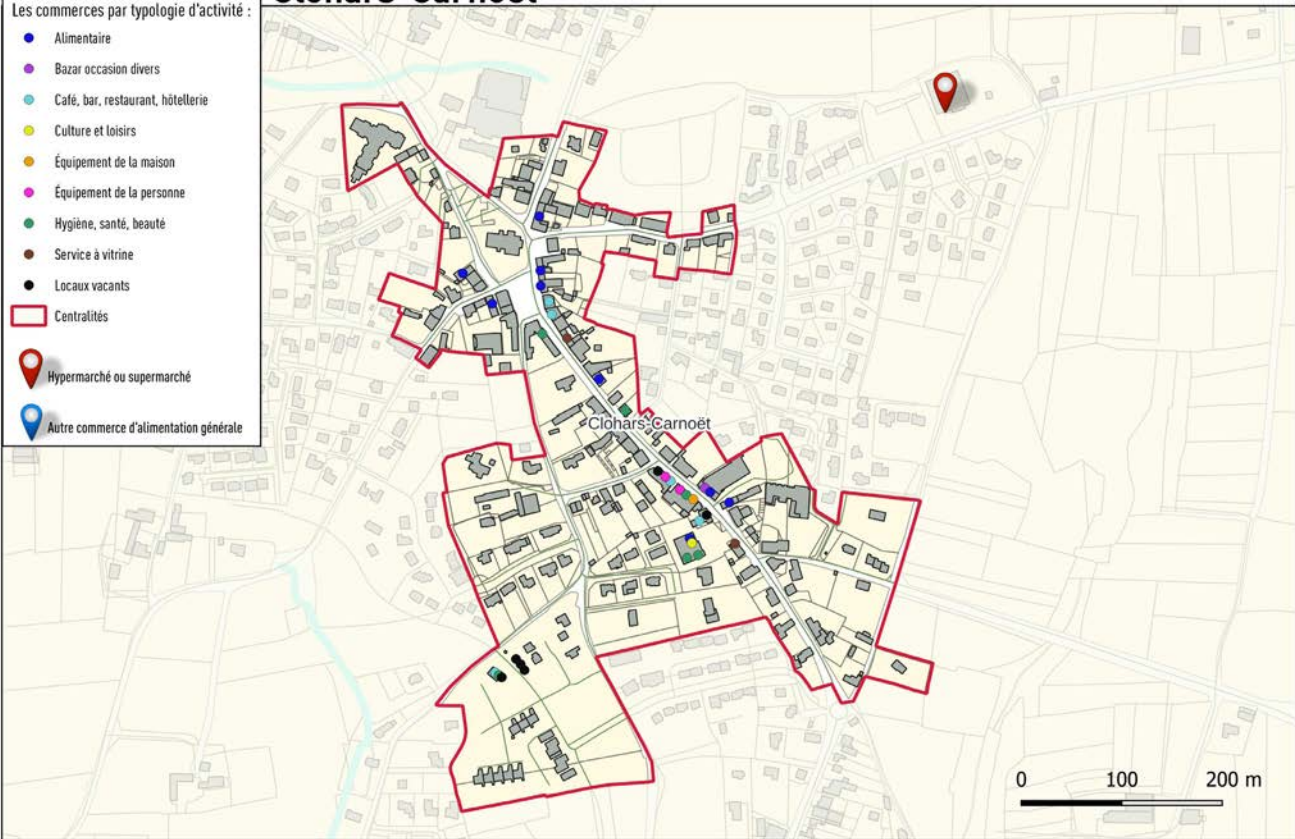 Clohars-Carnoët
Les commerces par typologie d'activité :
Alimentaire
Bazar occasion divers
Café, bar, restaurant, hôtellerie
Culture et loisirs
Équipement de la maison
Équipement de la personne
Hygiène, santé, beauté
Service à vitrine
Locaux vacants
Centralités
Hypermarché ou supermarché
Autre commerce d'alimentation générale
Clohars-Carnoët
0 100 200 m